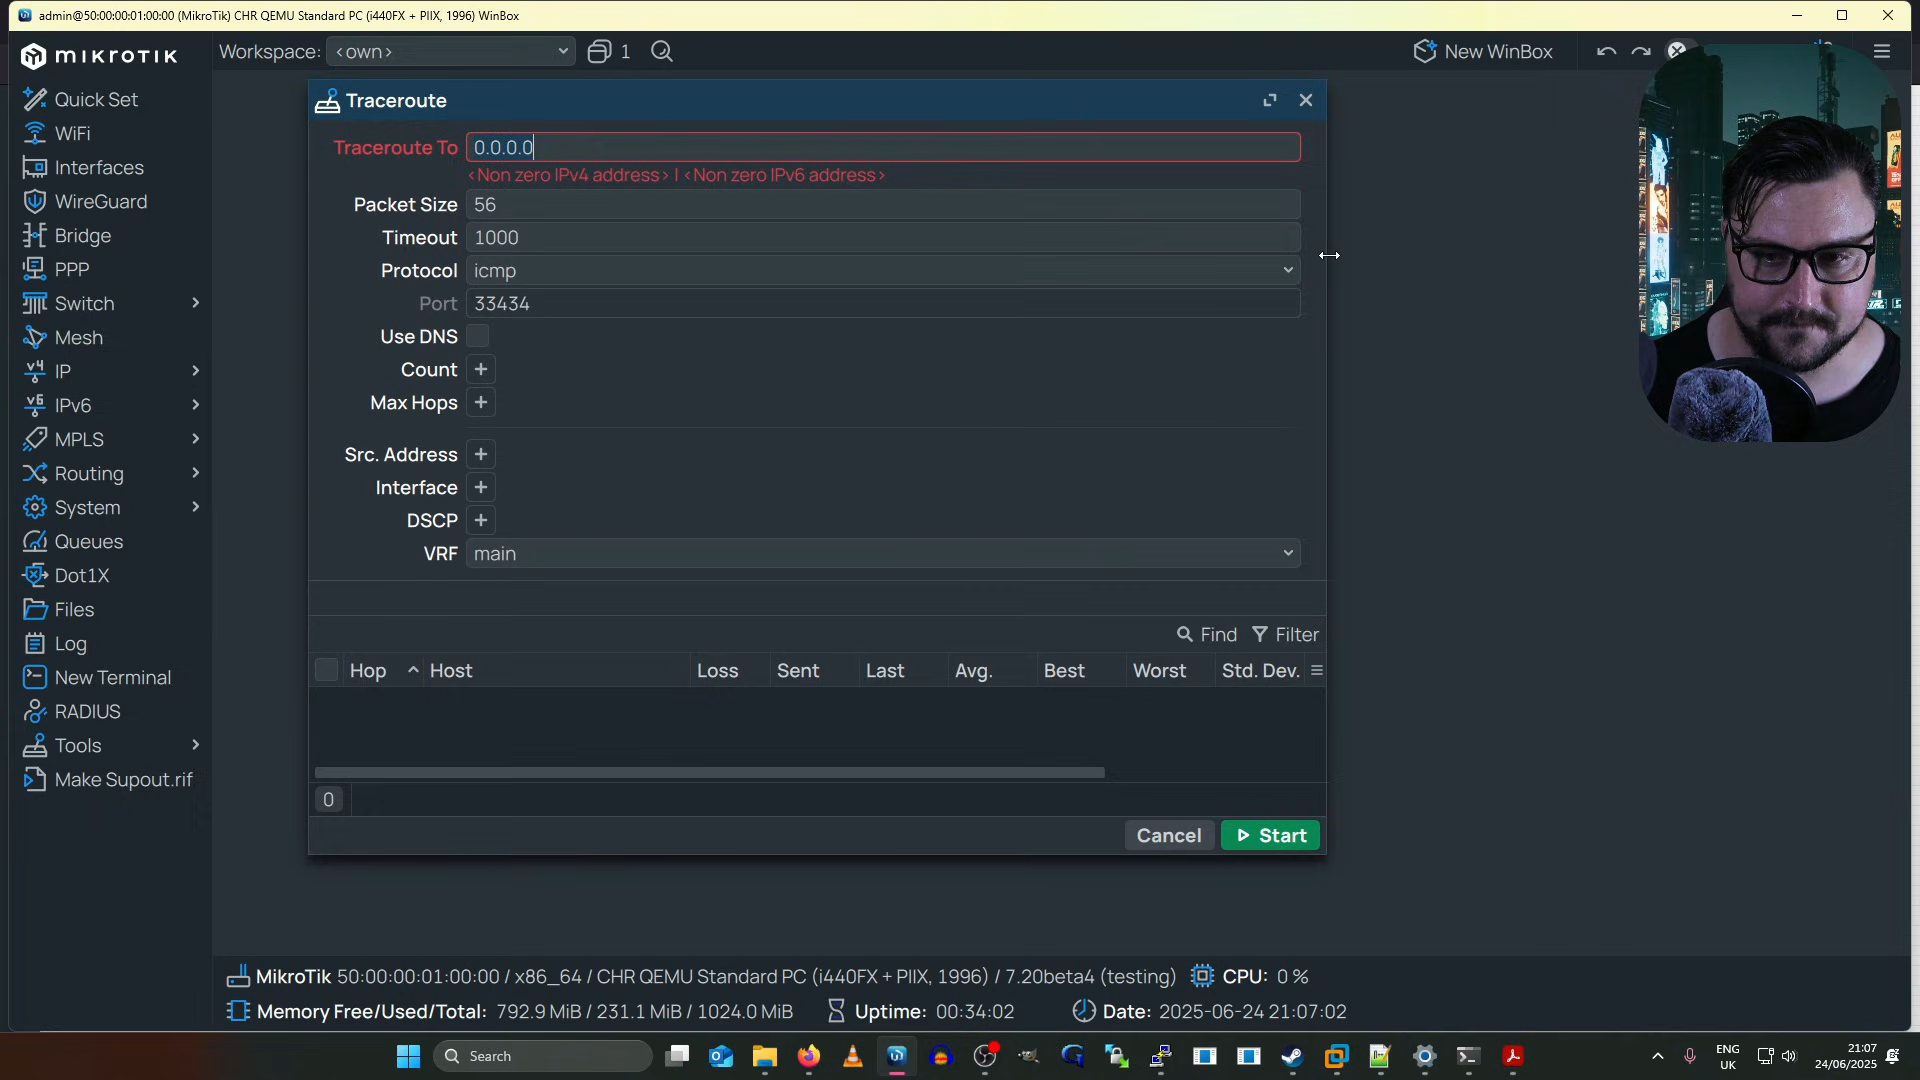 admin@50:00:00:01:00:00 (MikroTik) CHR QEMU Standard PC (i440FX + PIIX, 1996) WinBox
mikrotik
Workspace: <own> 1
New WinBox
Quick Set
WiFi
Interfaces
WireGuard
Bridge
PPP
Switch
Mesh
IP
IPv6
MPLS
Routing
System
Queues
Dot1X
Files
Log
New Terminal
RADIUS
Tools
Make Supout.rif
Traceroute
Traceroute To 0.0.0.0
<Non zero IPv4 address> | <Non zero IPv6 address>
Packet Size 56
Timeout 1000
Protocol icmp
Port 33434
Use DNS
Count +
Max Hops +
Src. Address +
Interface +
DSCP +
VRF main
Find Filter
Hop Host Loss Sent Last Avg. Best Worst Std. Dev.
0
Cancel Start
MikroTik 50:00:00:01:00:00 / x86_64 / CHR QEMU Standard PC (i440FX + PIIX, 1996) / 7.20beta4 (testing) CPU: 0 %
Memory Free/Used/Total: 792.9 MiB / 231.1 MiB / 1024.0 MiB Uptime: 00:34:02 Date: 2025-06-24 21:07:02
Search
ENG
UK
21:07
24/06/2025